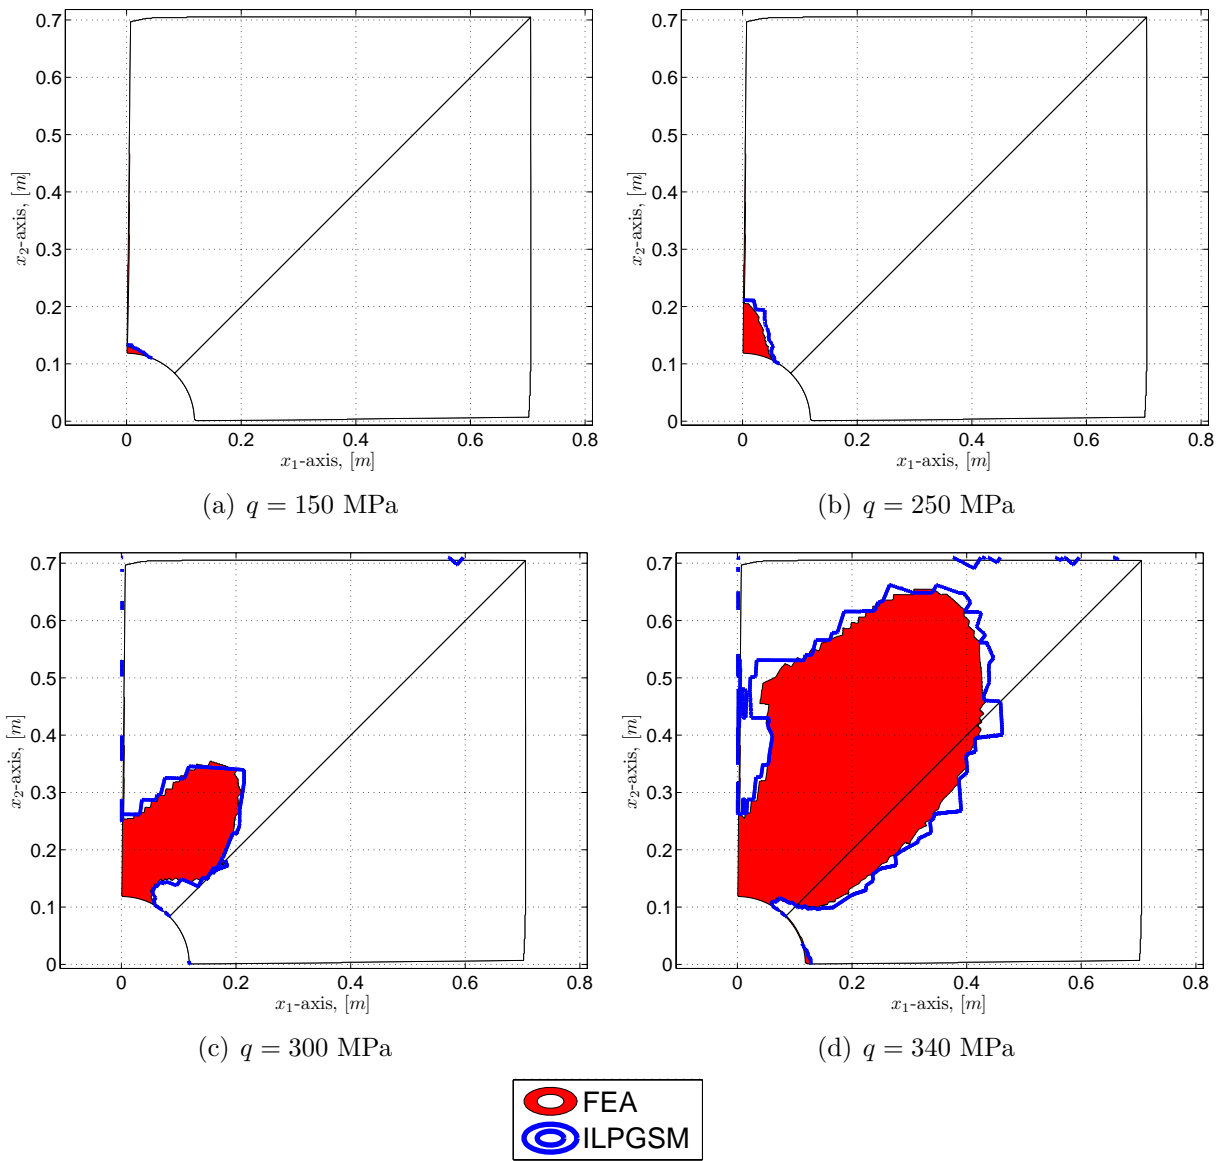 0.7
0.6
0.5
0.4
0.3
0.2
0.1
0
x₂-axis, [m]
0 0.2 0.4 0.6 0.8
x₁-axis, [m]
(a) q = 150 MPa
0.7
0.6
0.5
0.4
0.3
0.2
0.1
0
x₂-axis, [m]
0 0.2 0.4 0.6 0.8
x₁-axis, [m]
(b) q = 250 MPa
0.7
0.6
0.5
0.4
0.3
0.2
0.1
0
x₂-axis, [m]
0 0.2 0.4 0.6 0.8
x₁-axis, [m]
(c) q = 300 MPa
0.7
0.6
0.5
0.4
0.3
0.2
0.1
0
x₂-axis, [m]
0 0.2 0.4 0.6 0.8
x₁-axis, [m]
(d) q = 340 MPa
FEA
ILPGSM